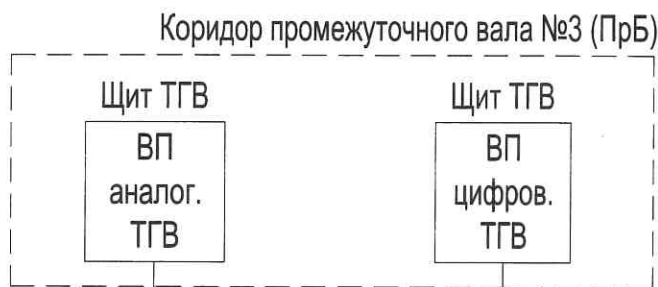 Коридор промежуточного вала №3 (ПрБ)
Щит ТГВ
Щит ТГВ
ВП
аналог.
ТГВ
ВП
цифров.
ТГВ